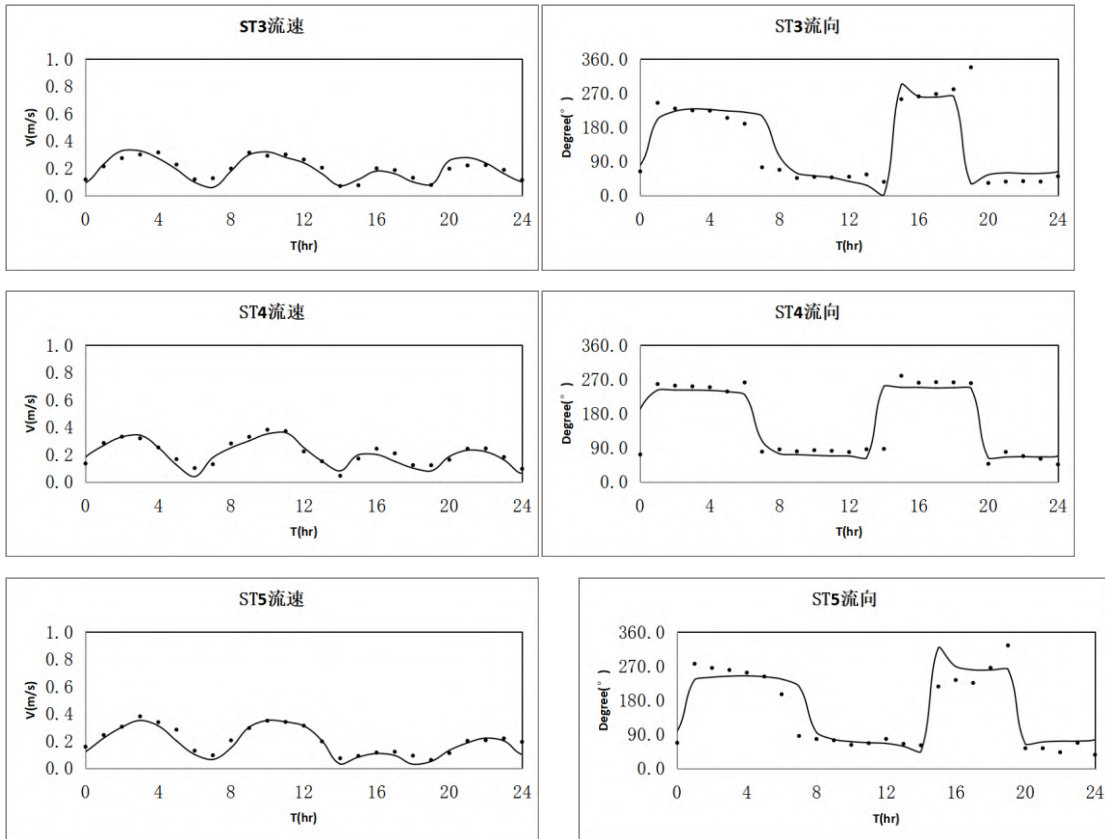 ST3流速
1.0
0.8
0.6
0.4
0.2
0.0
V(m/s)
0 4 8 12 16 20 24
T(hr)
ST3流向
360.0
270.0
180.0
90.0
0.0
Degree(°)
0 4 8 12 16 20 24
T(hr)
ST4流速
1.0
0.8
0.6
0.4
0.2
0.0
V(m/s)
0 4 8 12 16 20 24
T(hr)
ST4流向
360.0
270.0
180.0
90.0
0.0
Degree(°)
0 4 8 12 16 20 24
T(hr)
ST5流速
1.0
0.8
0.6
0.4
0.2
0.0
V(m/s)
0 4 8 12 16 20 24
T(hr)
ST5流向
360.0
270.0
180.0
90.0
0.0
Degree(°)
0 4 8 12 16 20 24
T(hr)